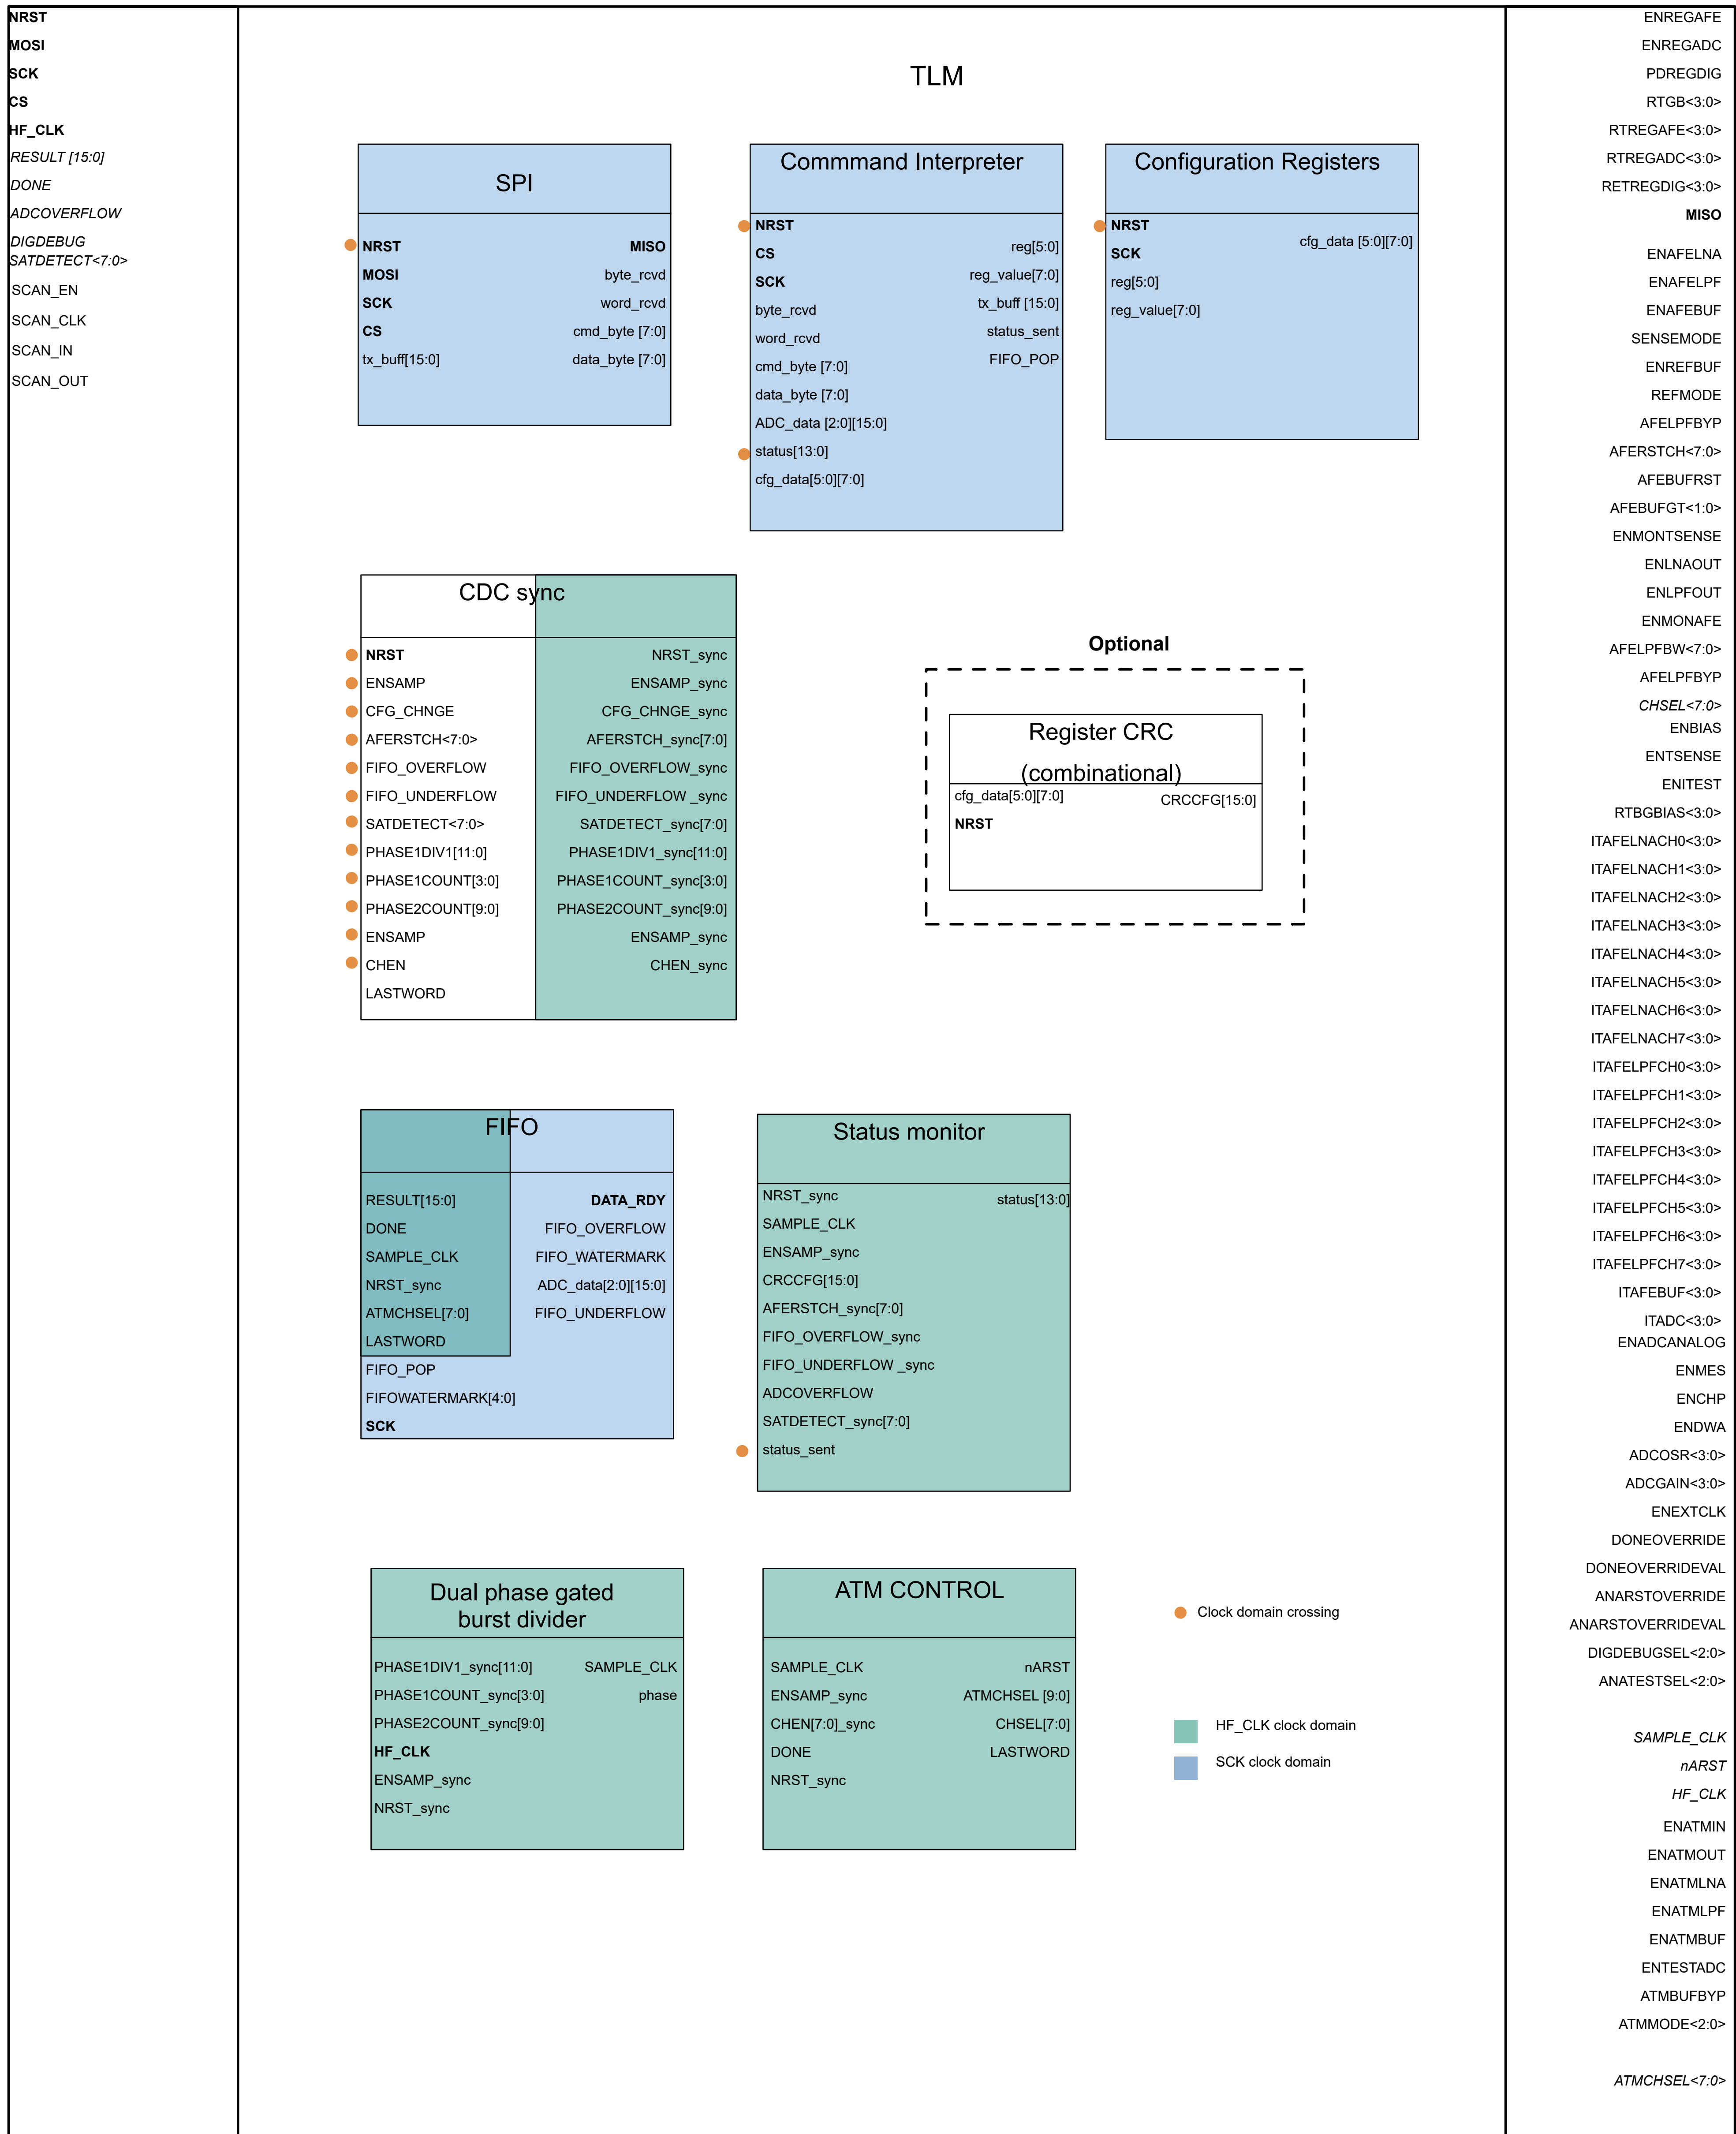 NRST
MOSI
SCK
CS
HF_CLK
RESULT [15:0]
DONE
ADCOVERFLOW
DIGDEBUG
SATDETECT<7:0>
SCAN_EN
SCAN_CLK
SCAN_IN
SCAN_OUT
TLM
SPI
NRST
MOSI
SCK
CS
tx_buff[15:0]
MISO
byte_rcvd
word_rcvd
cmd_byte [7:0]
data_byte [7:0]
Commmand Interpreter
NRST
CS
SCK
byte_rcvd
word_rcvd
cmd_byte [7:0]
data_byte [7:0]
ADC_data [2:0][15:0]
status[13:0]
cfg_data[5:0][7:0]
reg[5:0]
reg_value[7:0]
tx_buff [15:0]
status_sent
FIFO_POP
Configuration Registers
NRST
SCK
reg[5:0]
reg_value[7:0]
cfg_data [5:0][7:0]
CDC sync
NRST
ENSAMP
CFG_CHNGE
AFERSTCH<7:0>
FIFO_OVERFLOW
FIFO_UNDERFLOW
SATDETECT<7:0>
PHASE1DIV1[11:0]
PHASE1COUNT[3:0]
PHASE2COUNT[9:0]
ENSAMP
CHEN
LASTWORD
NRST_sync
ENSAMP_sync
CFG_CHNGE_sync
AFERSTCH_sync[7:0]
FIFO_OVERFLOW_sync
FIFO_UNDERFLOW _sync
SATDETECT_sync[7:0]
PHASE1DIV1_sync[11:0]
PHASE1COUNT_sync[3:0]
PHASE2COUNT_sync[9:0]
ENSAMP_sync
CHEN_sync
Optional
Register CRC
(combinational)
cfg_data[5:0][7:0]
NRST
CRCCFG[15:0]
FIFO
RESULT[15:0]
DONE
SAMPLE_CLK
NRST_sync
ATMCHSEL[7:0]
LASTWORD
FIFO_POP
FIFOWATERMARK[4:0]
SCK
DATA_RDY
FIFO_OVERFLOW
FIFO_WATERMARK
ADC_data[2:0][15:0]
FIFO_UNDERFLOW
Status monitor
NRST_sync
SAMPLE_CLK
ENSAMP_sync
CRCCFG[15:0]
AFERSTCH_sync[7:0]
FIFO_OVERFLOW_sync
FIFO_UNDERFLOW _sync
ADCOVERFLOW
SATDETECT_sync[7:0]
status_sent
status[13:0]
Dual phase gated
burst divider
PHASE1DIV1_sync[11:0]
PHASE1COUNT_sync[3:0]
PHASE2COUNT_sync[9:0]
HF_CLK
ENSAMP_sync
NRST_sync
SAMPLE_CLK
phase
ATM CONTROL
SAMPLE_CLK
ENSAMP_sync
CHEN[7:0]_sync
DONE
NRST_sync
nARST
ATMCHSEL [9:0]
CHSEL[7:0]
LASTWORD
Clock domain crossing
HF_CLK clock domain
SCK clock domain
ENREGAFE
ENREGADC
PDREGDIG
RTGB<3:0>
RTREGAFE<3:0>
RTREGADC<3:0>
RETREGDIG<3:0>
MISO
ENAFELNA
ENAFELPF
ENAFEBUF
SENSEMODE
ENREFBUF
REFMODE
AFELPFBYP
AFERSTCH<7:0>
AFEBUFRST
AFEBUFGT<1:0>
ENMONTSENSE
ENLNAOUT
ENLPFOUT
ENMONAFE
AFELPFBW<7:0>
AFELPFBYP
CHSEL<7:0>
ENBIAS
ENTSENSE
ENITEST
RTBGBIAS<3:0>
ITAFELNACH0<3:0>
ITAFELNACH1<3:0>
ITAFELNACH2<3:0>
ITAFELNACH3<3:0>
ITAFELNACH4<3:0>
ITAFELNACH5<3:0>
ITAFELNACH6<3:0>
ITAFELNACH7<3:0>
ITAFELPFCH0<3:0>
ITAFELPFCH1<3:0>
ITAFELPFCH2<3:0>
ITAFELPFCH3<3:0>
ITAFELPFCH4<3:0>
ITAFELPFCH5<3:0>
ITAFELPFCH6<3:0>
ITAFELPFCH7<3:0>
ITAFEBUF<3:0>
ITADC<3:0>
ENADCANALOG
ENMES
ENCHP
ENDWA
ADCOSR<3:0>
ADCGAIN<3:0>
ENEXTCLK
DONEOVERRIDE
DONEOVERRIDEVAL
ANARSTOVERRIDE
ANARSTOVERRIDEVAL
DIGDEBUGSEL<2:0>
ANATESTSEL<2:0>
SAMPLE_CLK
nARST
HF_CLK
ENATMIN
ENATMOUT
ENATMLNA
ENATMLPF
ENATMBUF
ENTESTADC
ATMBUFBYP
ATMMODE<2:0>
ATMCHSEL<7:0>